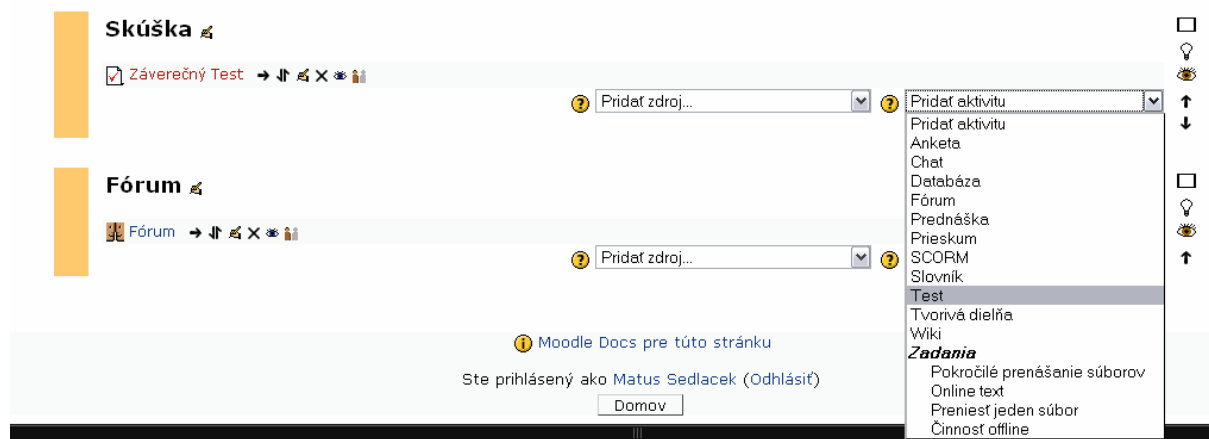 Skúška
Záverečný Test
Pridať zdroj...
Pridať aktivitu
Pridať aktivitu
Anketa
Chat
Databáza
Fórum
Prednáška
Prieskum
SCORM
Slovník
Test
Tvorivá dielňa
Wiki
Zadania
Pokročilé prenášanie súborov
Online text
Preniesť jeden súbor
Činnosť offline
Fórum
Fórum
Pridať zdroj...
Moodle Docs pre túto stránku
Ste prihlásený ako Matus Sedlacek (Odhlásiť)
Domov